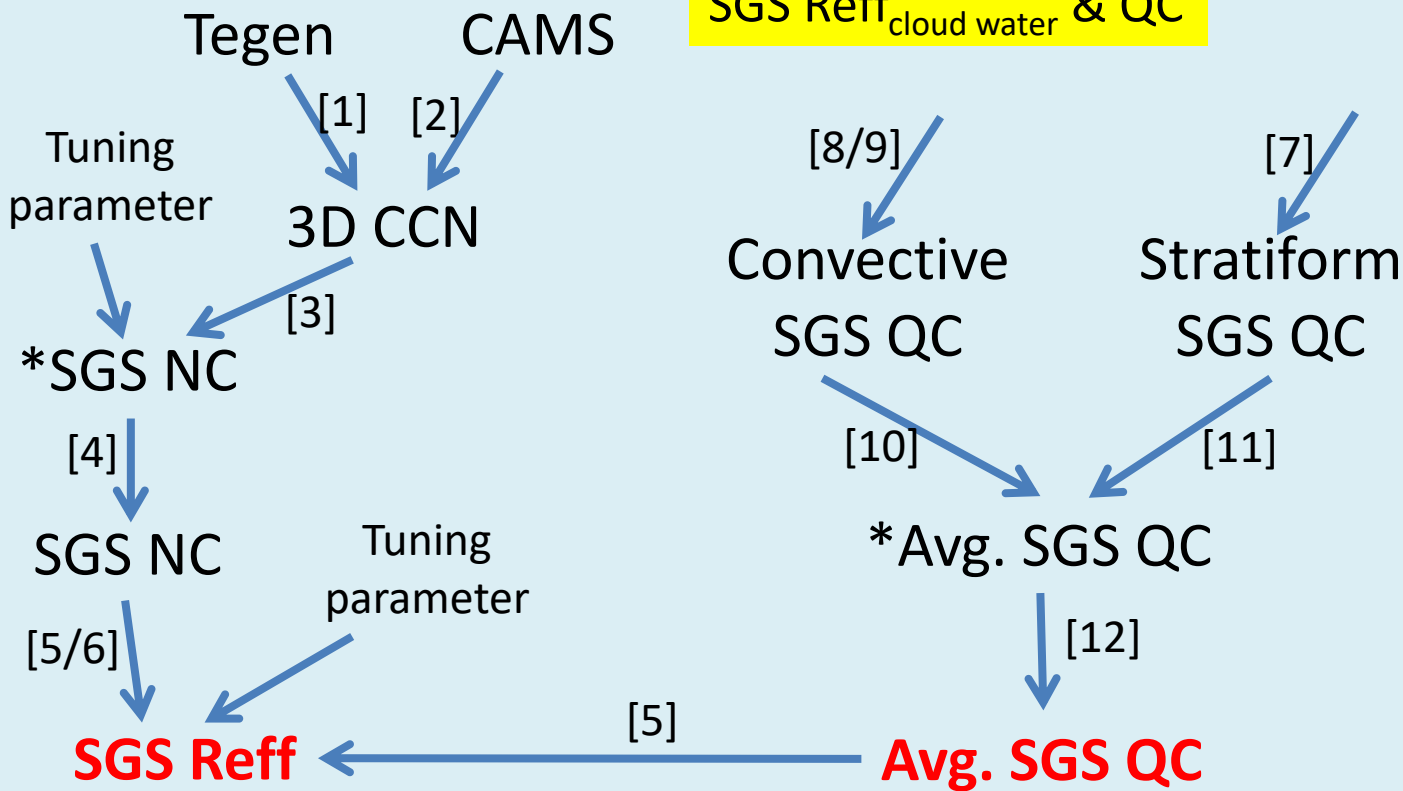 SGS Reff cloud water & QC
Tegen
CAMS
[1]
[2]
Tuning
parameter
3D CCN
[3]
*SGS NC
[4]
SGS NC
Tuning
parameter
[5/6]
SGS Reff
[8/9]
[7]
Convective
SGS QC
Stratiform
SGS QC
[10]
[11]
*Avg. SGS QC
[12]
[5]
Avg. SGS QC